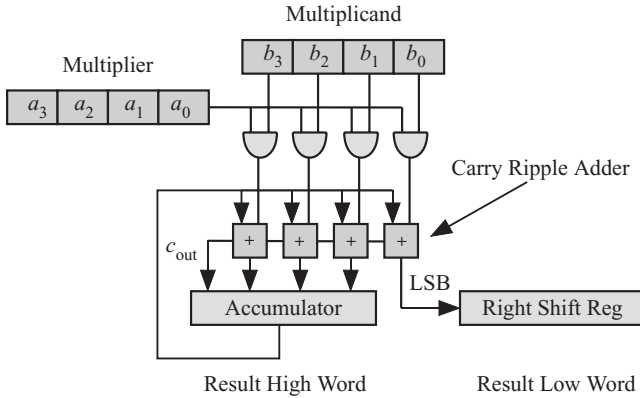 Multiplicand
b3 b2 b1 b0
Multiplier
a3 a2 a1 a0
Carry Ripple Adder
+ + + +
cout
LSB
Accumulator
Right Shift Reg
Result High Word
Result Low Word